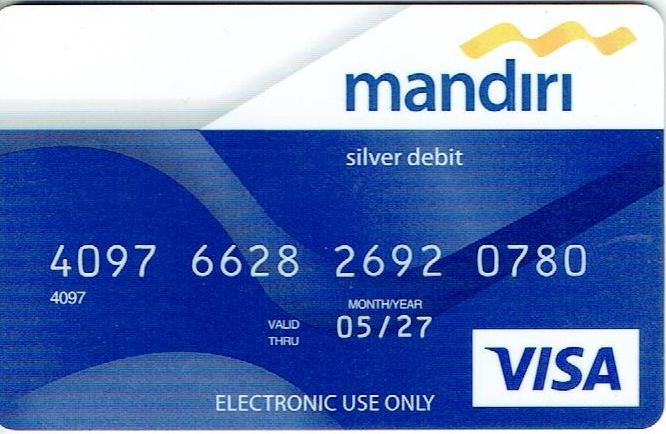 mandiri
silver debit
4097 6628 2692 0780
4097
MONTH/YEAR
VALID THRU 05/27
VISA
ELECTRONIC USE ONLY